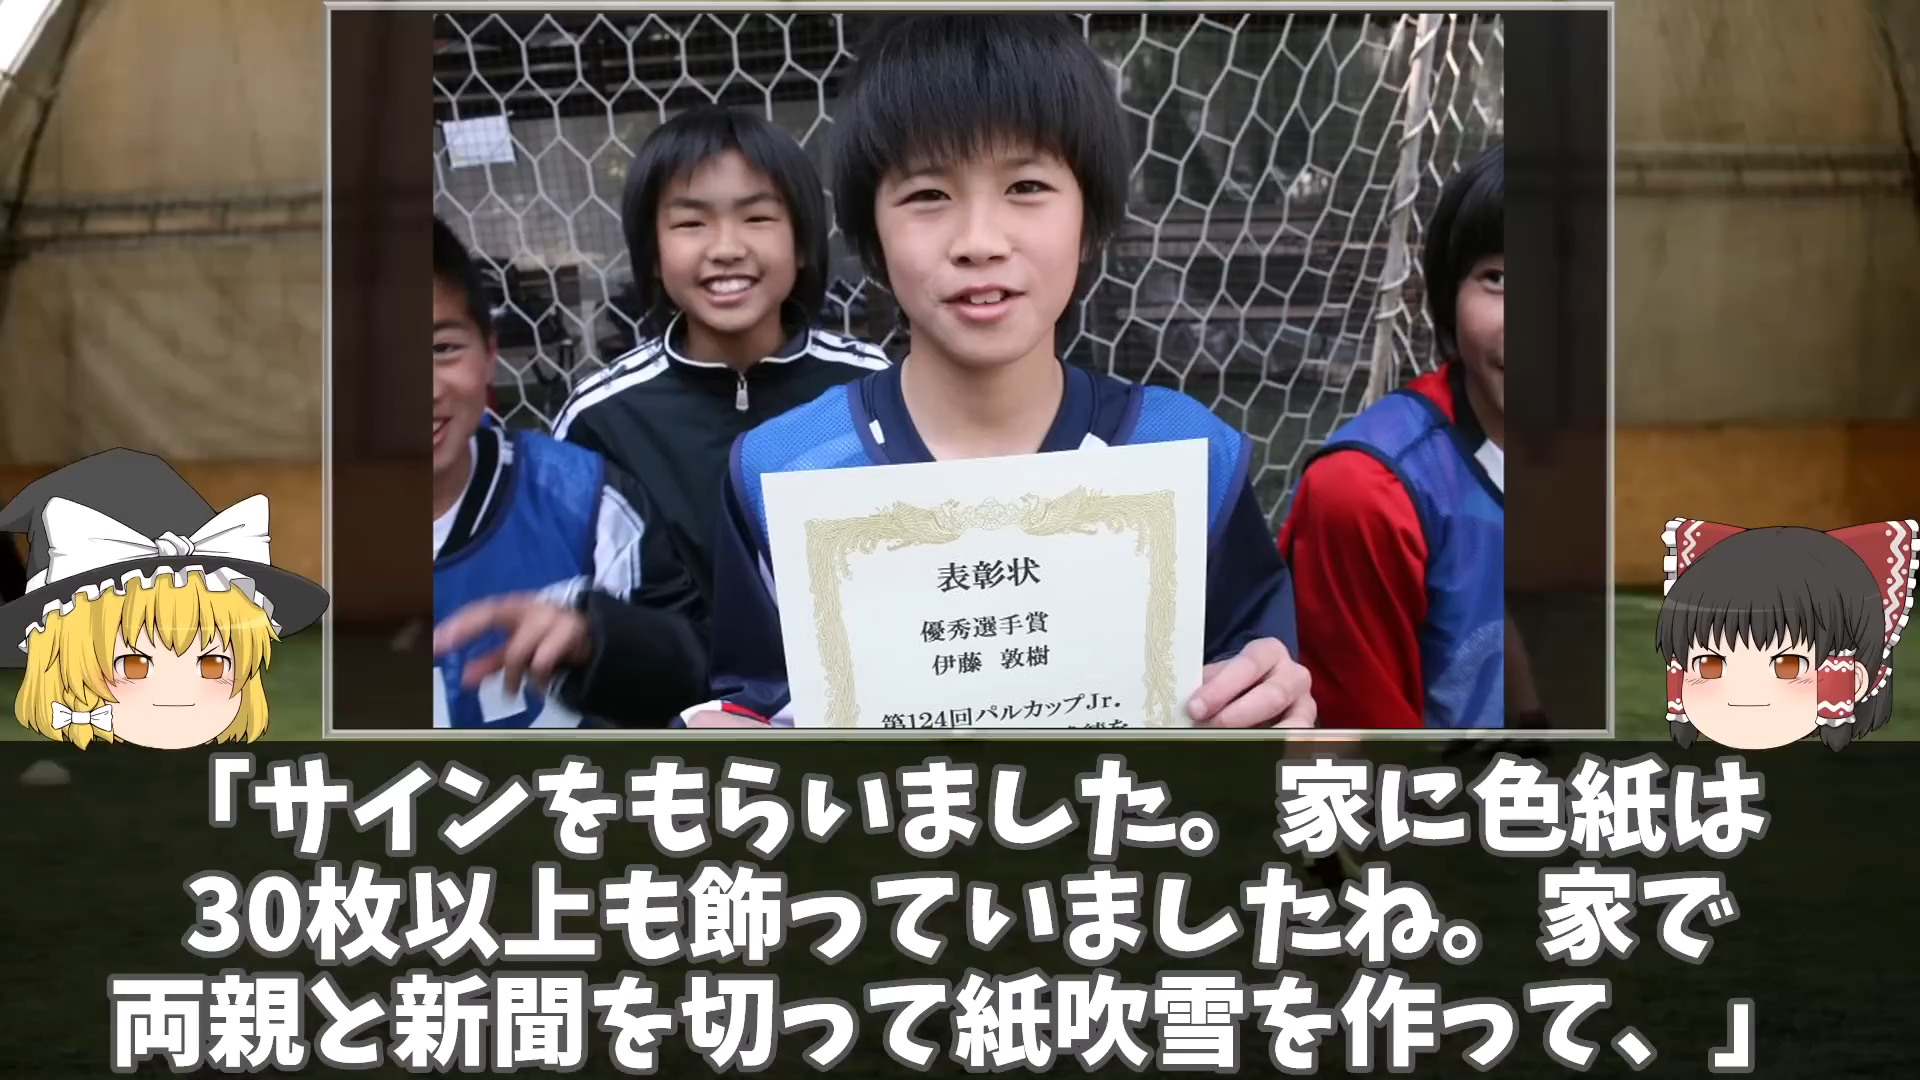 表彰状
優秀選手賞
伊藤 敦樹
第124回パルカップJr.
「サインをもらいました。家に色紙は
30枚以上も飾っていましたね。家で
両親と新聞を切って紙吹雪を作って、」